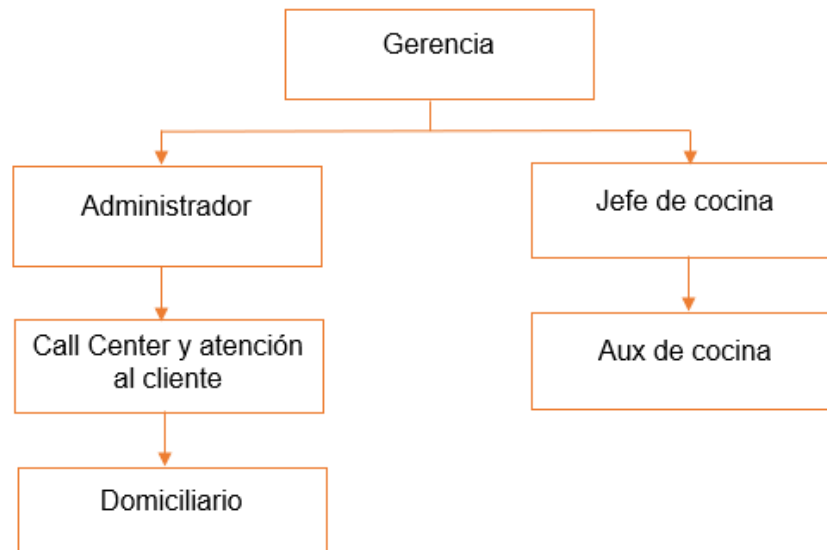 Gerencia
Administrador
Jefe de cocina
Call Center y atención
al cliente
Aux de cocina
Domiciliario